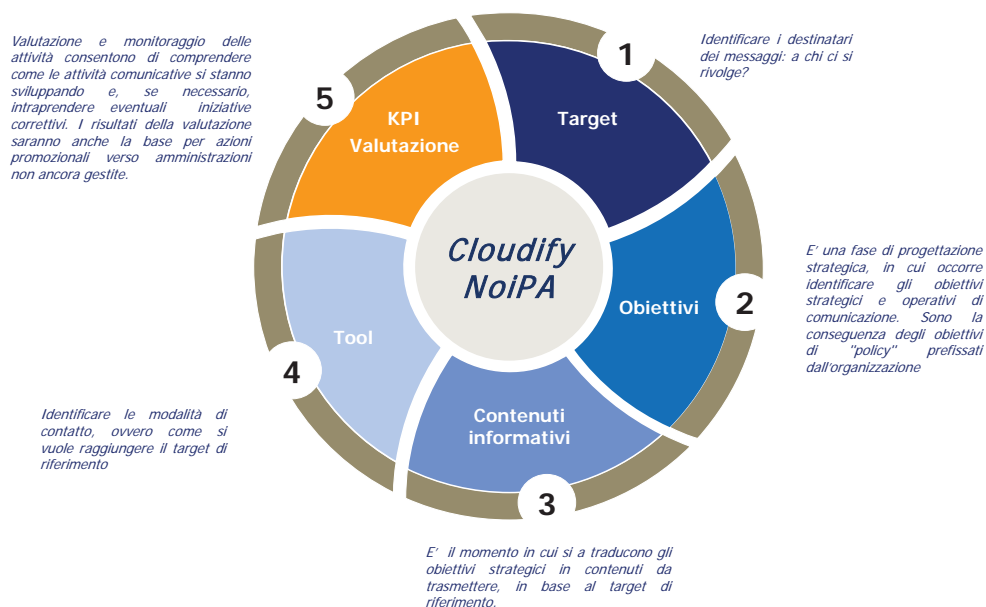 Cloudify
NoiPA
1
Target
Identificare i destinatari
dei messaggi: a chi ci si
rivolge?
2
Obiettivi
E' una fase di progettazione
strategica, in cui occorre
identificare gli obiettivi
strategici e operativi di
comunicazione. Sono la
conseguenza degli obiettivi
di "policy" prefissati
dall'organizzazione
3
Contenuti
informativi
E' il momento in cui si a traducono gli
obiettivi strategici in contenuti da
trasmettere, in base al target di
riferimento.
4
Tool
Identificare le modalità di
contatto, ovvero come si
vuole raggiungere il target di
riferimento
5
KPI
Valutazione
Valutazione e monitoraggio delle
attività consentono di comprendere
come le attività comunicative si stanno
sviluppando e, se necessario,
intraprendere eventuali iniziative
correttivi. I risultati della valutazione
saranno anche la base per azioni
promozionali verso amministrazioni
non ancora gestite.